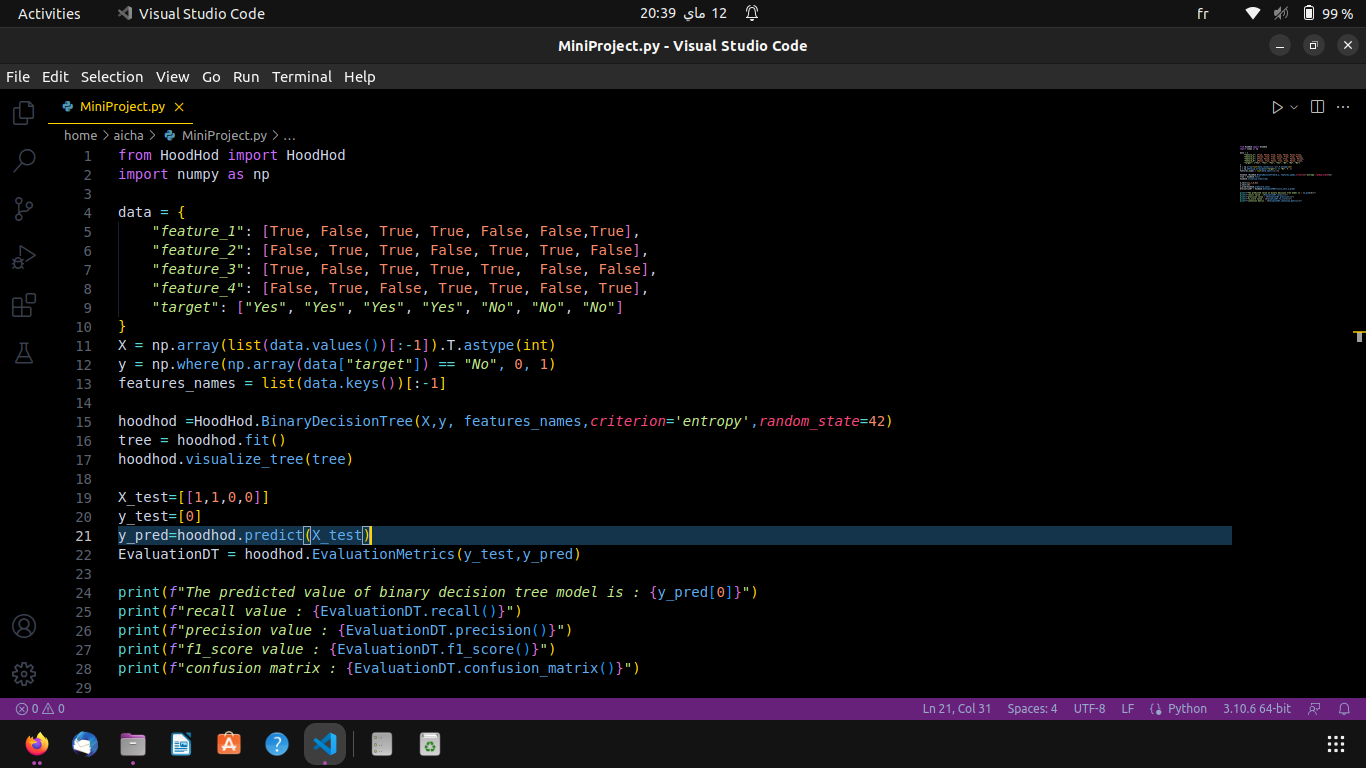 Activities Visual Studio Code 20:39 12 ماي fr 99 %
MiniProject.py - Visual Studio Code
File Edit Selection View Go Run Terminal Help
MiniProject.py
home > aicha > MiniProject.py > ...
1 from HoodHod import HoodHod
2 import numpy as np
3
4 data = {
5 "feature_1": [True, False, True, True, False, False,True],
6 "feature_2": [False, True, True, False, True, True, False],
7 "feature_3": [True, False, True, True, True,  False, False],
8 "feature_4": [False, True, False, True, True, False, True],
9 "target": ["Yes", "Yes", "Yes", "Yes", "No", "No", "No"]
10 }
11 X = np.array(list(data.values())[:-1]).T.astype(int)
12 y = np.where(np.array(data["target"]) == "No", 0, 1)
13 features_names = list(data.keys())[:-1]
14
15 hoodhod =HoodHod.BinaryDecisionTree(X,y, features_names,criterion='entropy',random_state=42)
16 tree = hoodhod.fit()
17 hoodhod.visualize_tree(tree)
18
19 X_test=[[1,1,0,0]]
20 y_test=[0]
21 y_pred=hoodhod.predict(X_test)
22 EvaluationDT = hoodhod.EvaluationMetrics(y_test,y_pred)
23
24 print(f"The predicted value of binary decision tree model is : {y_pred[0]}")
25 print(f"recall value : {EvaluationDT.recall()}")
26 print(f"precision value : {EvaluationDT.precision()}")
27 print(f"f1_score value : {EvaluationDT.f1_score()}")
28 print(f"confusion matrix : {EvaluationDT.confusion_matrix()}")
29
0 0 Ln 21, Col 31 Spaces: 4 UTF-8 LF Python 3.10.6 64-bit